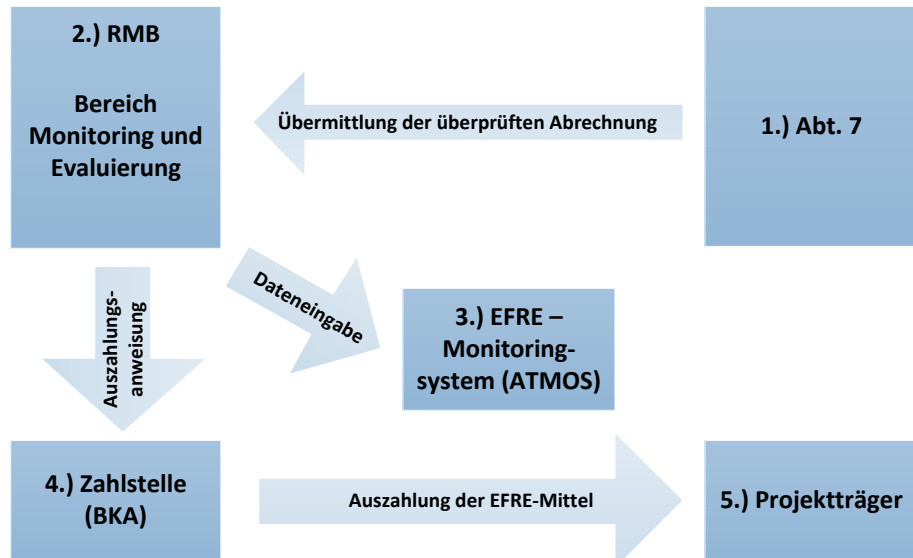 2.) RMB
Bereich
Monitoring und
Evaluierung
Übermittlung der überprüften Abrechnung
1.) Abt. 7
Auszahlungs-
anweisung
Dateneingabe
3.) EFRE –
Monitoring-
system (ATMOS)
4.) Zahlstelle
(BKA)
Auszahlung der EFRE-Mittel
5.) Projektträger